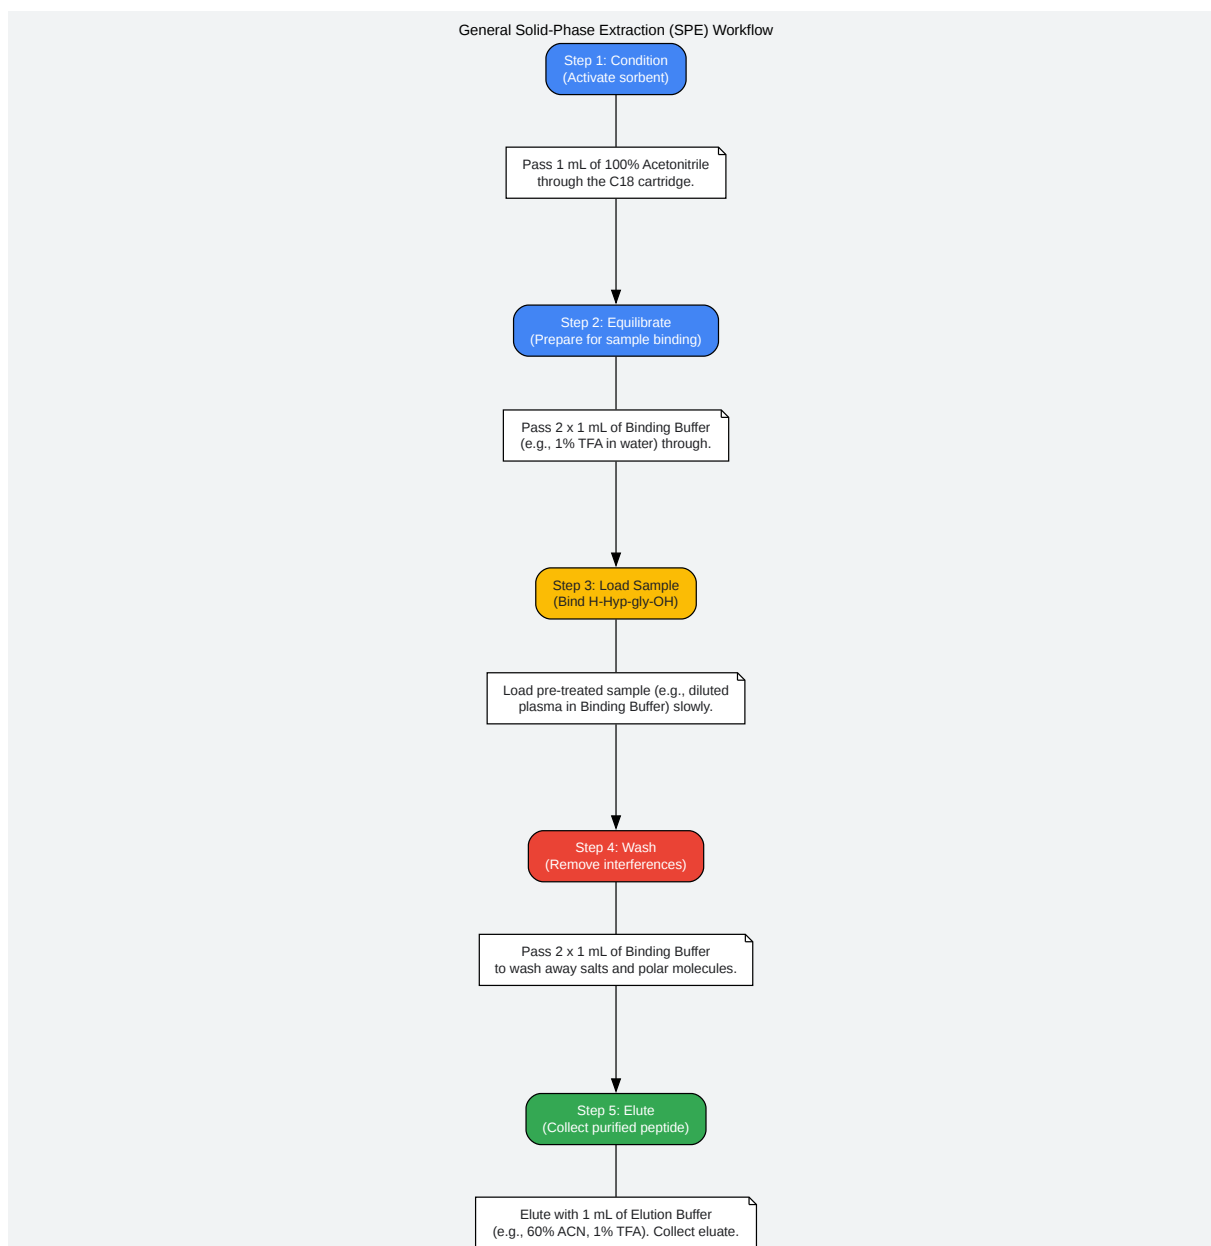 General Solid-Phase Extraction (SPE) Workflow
Step 1: Condition
(Activate sorbent)
Pass 1 mL of 100% Acetonitrile
through the C18 cartridge.
Step 2: Equilibrate
(Prepare for sample binding)
Pass 2 x 1 mL of Binding Buffer
(e.g., 1% TFA in water) through.
Step 3: Load Sample
(Bind H-Hyp-gly-OH)
Load pre-treated sample (e.g., diluted
plasma in Binding Buffer) slowly.
Step 4: Wash
(Remove interferences)
Pass 2 x 1 mL of Binding Buffer
to wash away salts and polar molecules.
Step 5: Elute
(Collect purified peptide)
Elute with 1 mL of Elution Buffer
(e.g., 60% ACN, 1% TFA). Collect eluate.